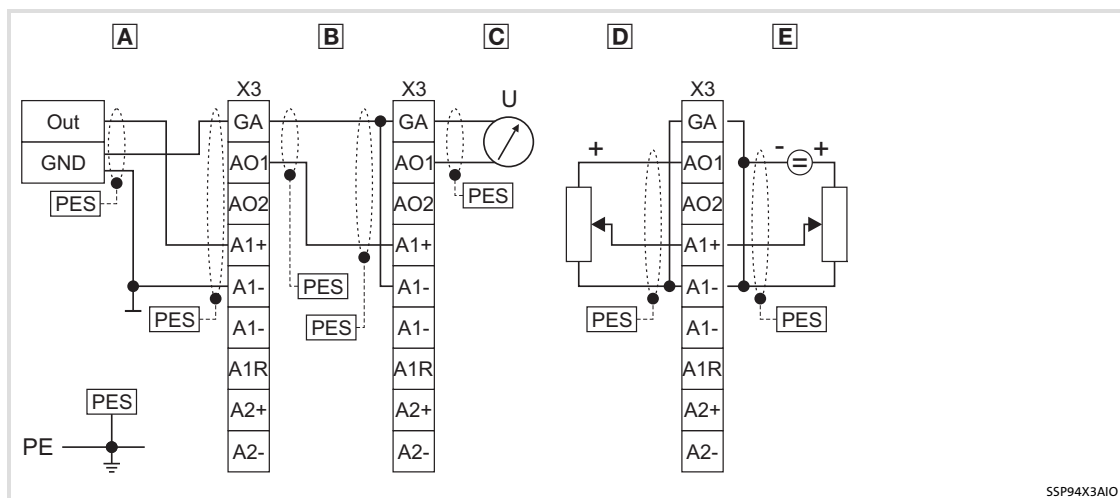 A B C D E
X3 X3 X3
U
Out GA GA GA
GND AO1 AO1 AO1
+ - = +
PES PES
AO2 AO2 AO2
A1+ A1+ A1+
A1- A1- A1-
PES PES
PES PES PES PES
A1- A1- A1-
A1R A1R A1R
PES
A2+ A2+ A2+
PE
A2- A2- A2-
SSP94X3AIO